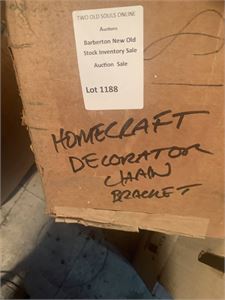 TWO OLD SOULS ONLINE
Auctions
Barberton New Old
Stock Inventory Sale
Auction Sale
Lot 1188
2
HOMECRAFT
DECORATOR
CHAIN
BRACKET